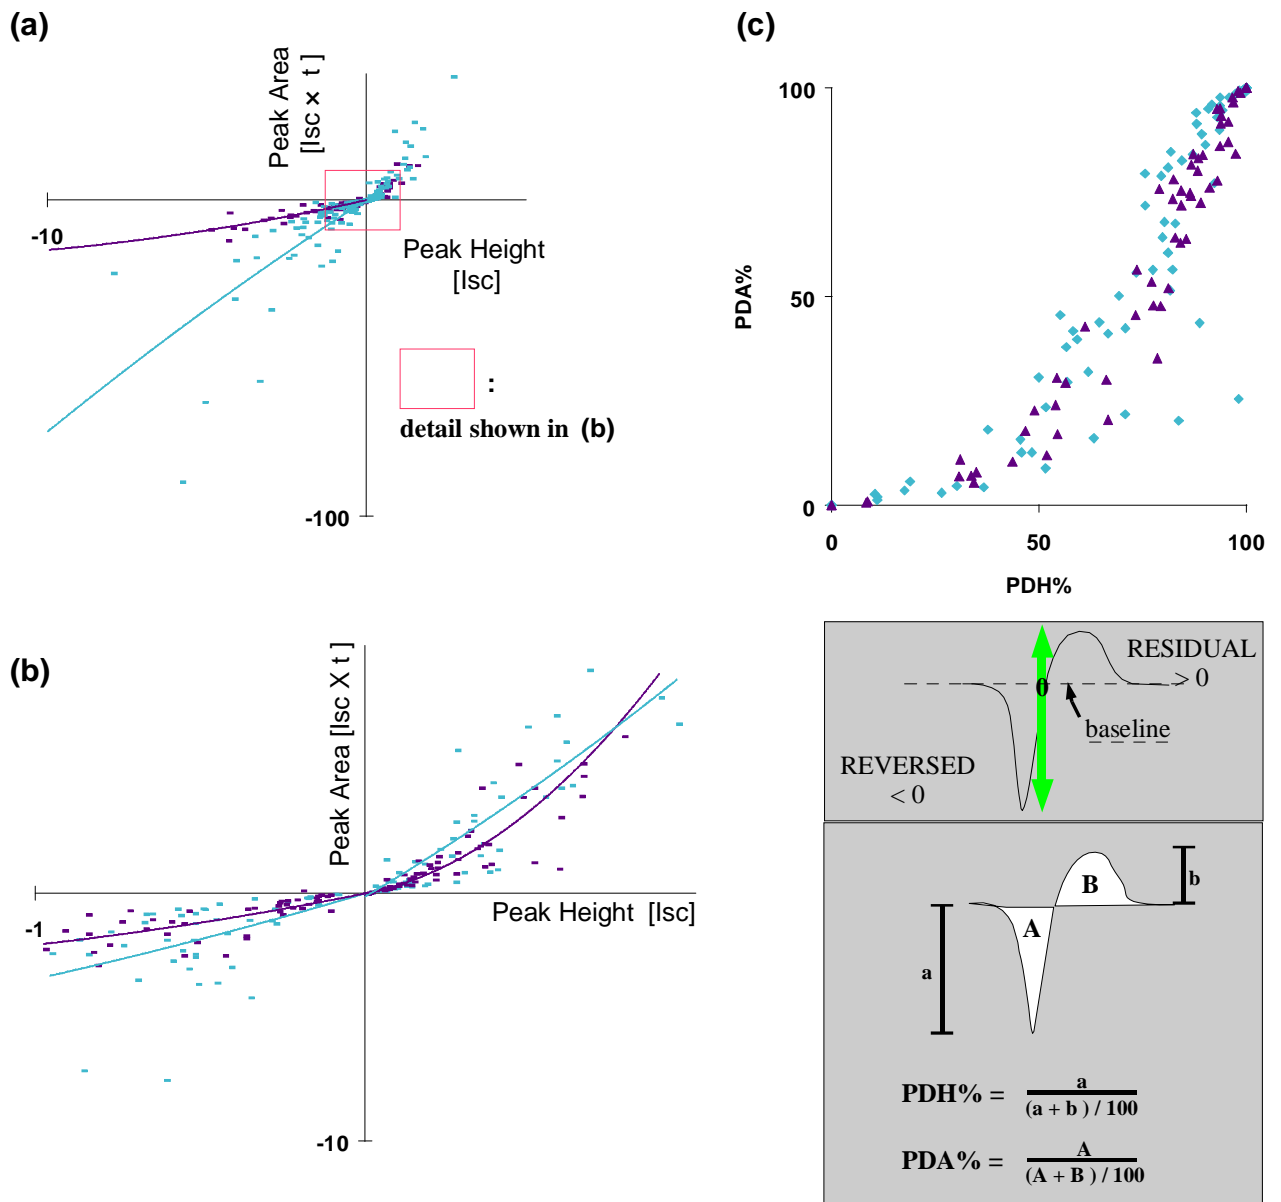 (a)
Peak Area
[Isc × t ]
-10
Peak Height
[Isc]
:
detail shown in (b)
-100
(b)
Peak Area [Isc X t ]
-1
Peak Height [Isc]
-10
(c)
100
50
0
PDA%
0 50 100
PDH%
RESIDUAL
> 0
0
baseline
REVERSED
< 0
B
b
A
a
PDH% = a
(a + b ) / 100
PDA% = A
(A + B ) / 100